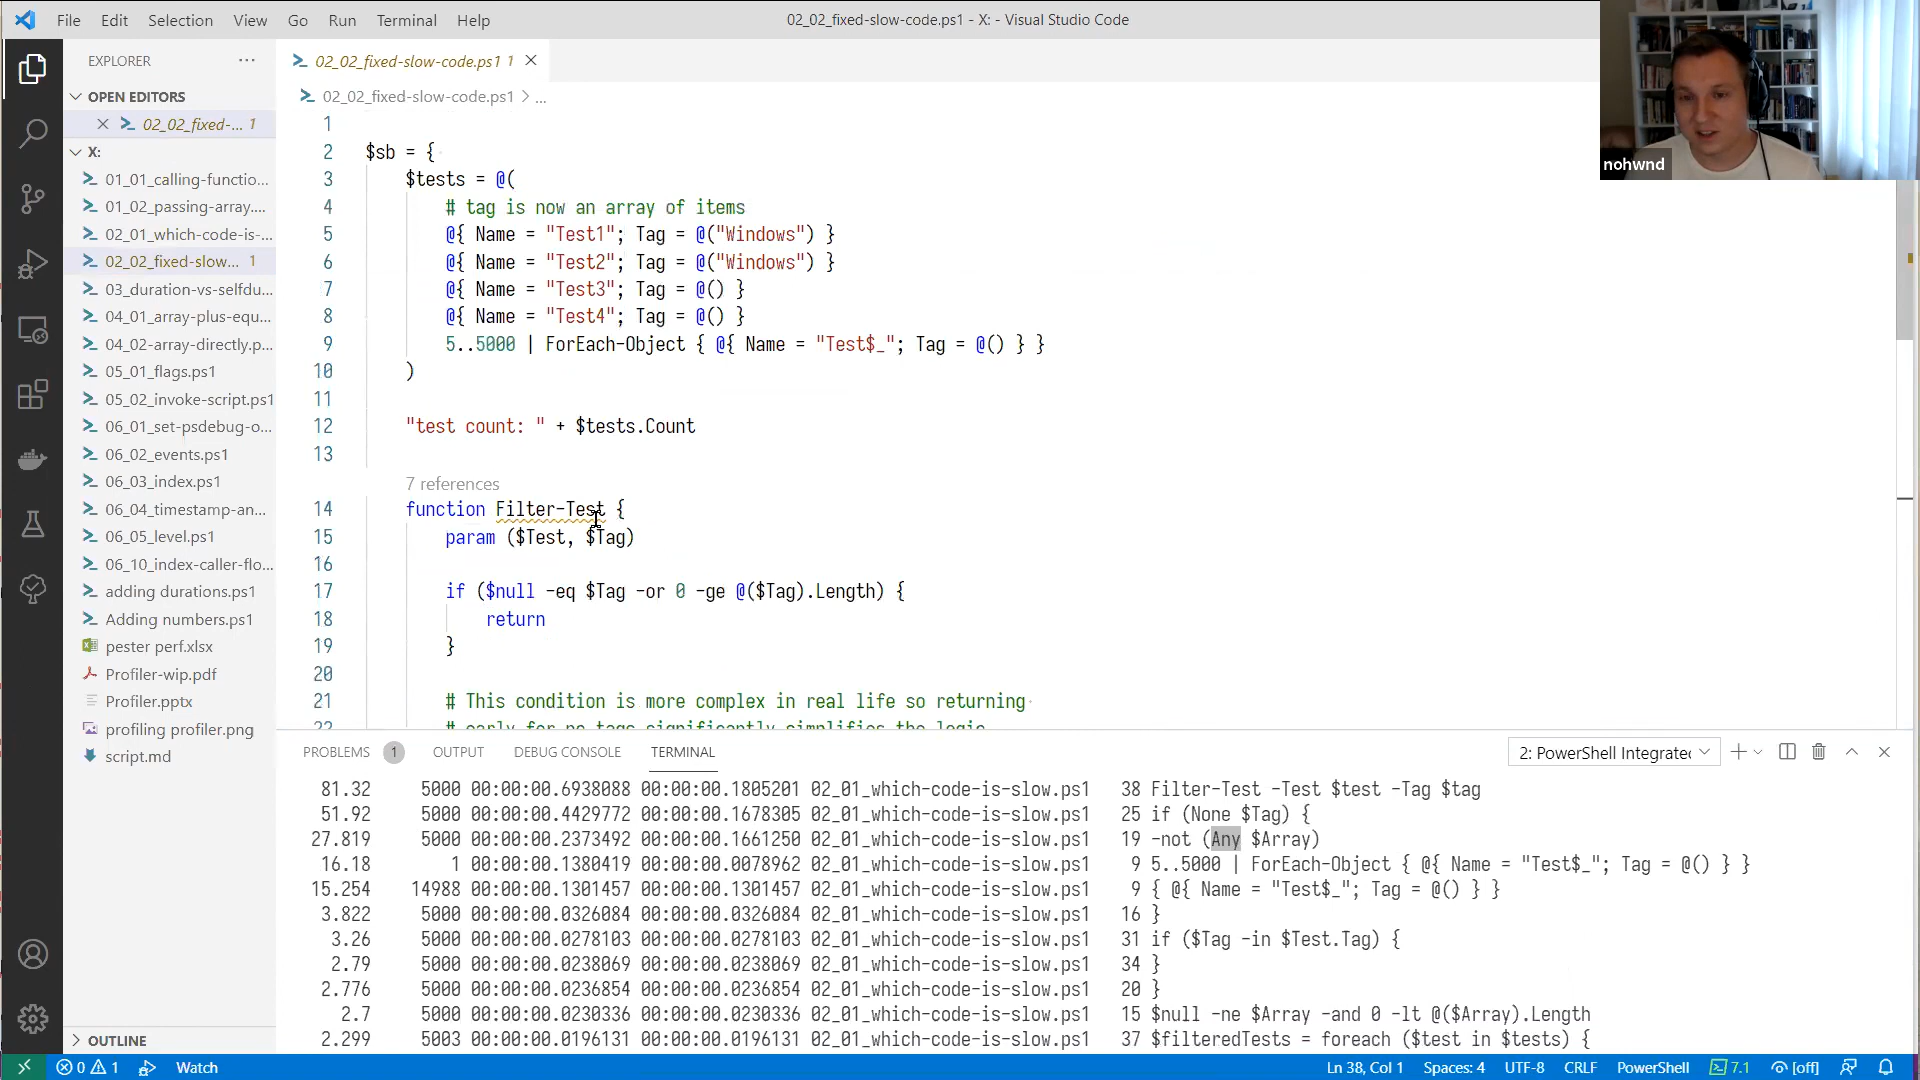 File Edit Selection View Go Run Terminal Help
02_02_fixed-slow-code.ps1 - X: - Visual Studio Code
nohwnd
EXPLORER
OPEN EDITORS
02_02_fixed-... 1
X:
01_01_calling-functio...
01_02_passing-array....
02_01_which-code-is-...
02_02_fixed-slow... 1
03_duration-vs-selfdu...
04_01_array-plus-equ...
04_02-array-directly.p...
05_01_flags.ps1
05_02_invoke-script.ps1
06_01_set-psdebug-o...
06_02_events.ps1
06_03_index.ps1
06_04_timestamp-an...
06_05_level.ps1
06_10_index-caller-flo...
adding durations.ps1
Adding numbers.ps1
pester perf.xlsx
Profiler-wip.pdf
Profiler.pptx
profiling profiler.png
script.md
OUTLINE
02_02_fixed-slow-code.ps1 1
02_02_fixed-slow-code.ps1 > ...
1
2 $sb = {
3 $tests = @(
4 # tag is now an array of items
5 @{ Name = "Test1"; Tag = @("Windows") }
6 @{ Name = "Test2"; Tag = @("Windows") }
7 @{ Name = "Test3"; Tag = @() }
8 @{ Name = "Test4"; Tag = @() }
9 5..5000 | ForEach-Object { @{ Name = "Test$_"; Tag = @() } }
10 )
11
12 "test count: " + $tests.Count
13
7 references
14 function Filter-Test {
15 param ($Test, $Tag)
16
17 if ($null -eq $Tag -or 0 -ge @($Tag).Length) {
18 return
19 }
20
21 # This condition is more complex in real life so returning
22 # early for no tags significantly simplifies the logic
PROBLEMS 1 OUTPUT DEBUG CONSOLE TERMINAL
2: PowerShell Integrated
81.32 5000 00:00:00.6938088 00:00:00.1805201 02_01_which-code-is-slow.ps1 38 Filter-Test -Test $test -Tag $tag
51.92 5000 00:00:00.4429772 00:00:00.1678305 02_01_which-code-is-slow.ps1 25 if (None $Tag) {
27.819 5000 00:00:00.2373492 00:00:00.1661250 02_01_which-code-is-slow.ps1 19 -not (Any $Array)
16.18 1 00:00:00.1380419 00:00:00.0078962 02_01_which-code-is-slow.ps1 9 5..5000 | ForEach-Object { @{ Name = "Test$_"; Tag = @() } }
15.254 14988 00:00:00.1301457 00:00:00.1301457 02_01_which-code-is-slow.ps1 9 { @{ Name = "Test$_"; Tag = @() } }
3.822 5000 00:00:00.0326084 00:00:00.0326084 02_01_which-code-is-slow.ps1 16 }
3.26 5000 00:00:00.0278103 00:00:00.0278103 02_01_which-code-is-slow.ps1 31 if ($Tag -in $Test.Tag) {
2.79 5000 00:00:00.0238069 00:00:00.0238069 02_01_which-code-is-slow.ps1 34 }
2.776 5000 00:00:00.0236854 00:00:00.0236854 02_01_which-code-is-slow.ps1 20 }
2.7 5000 00:00:00.0230336 00:00:00.0230336 02_01_which-code-is-slow.ps1 15 $null -ne $Array -and 0 -lt @($Array).Length
2.299 5003 00:00:00.0196131 00:00:00.0196131 02_01_which-code-is-slow.ps1 37 $filteredTests = foreach ($test in $tests) {
0 1 Watch
Ln 38, Col 1 Spaces: 4 UTF-8 CRLF PowerShell 7.1 [off]